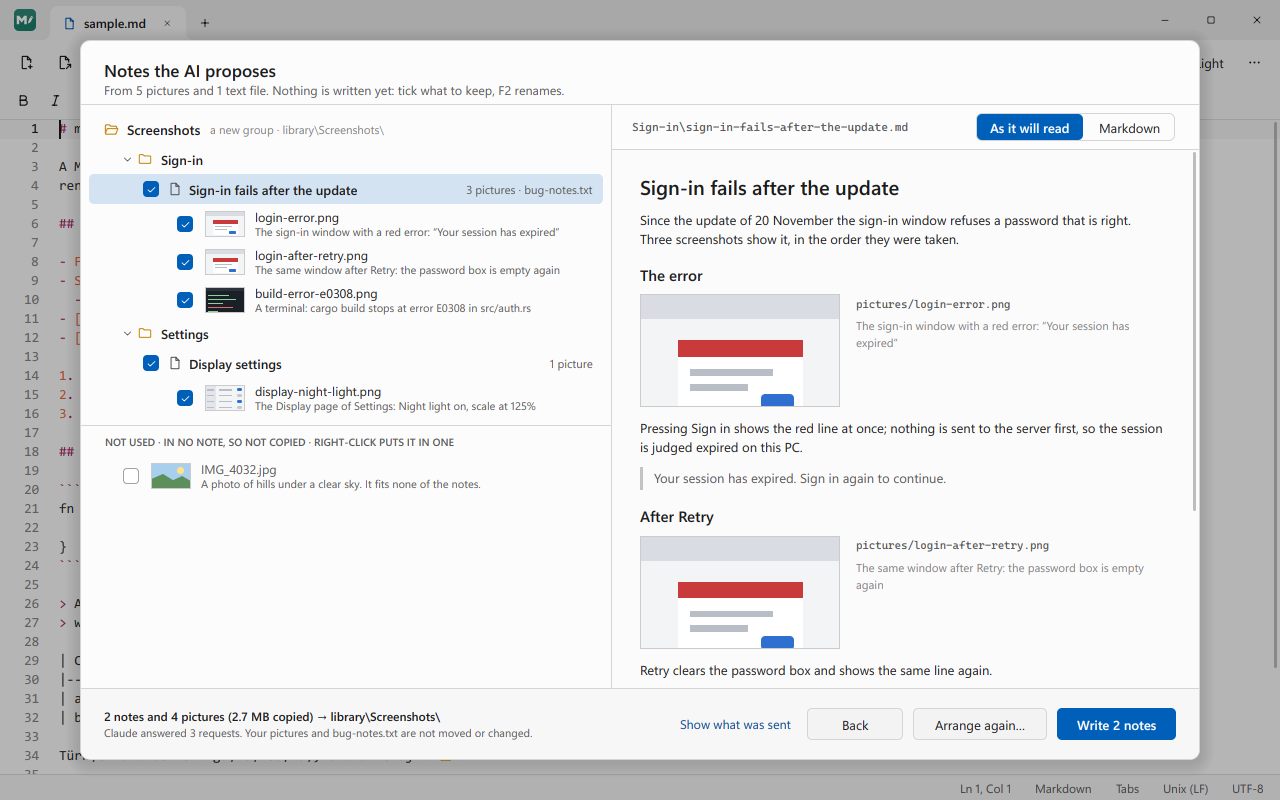 sample.md
Notes the AI proposes
From 5 pictures and 1 text file. Nothing is written yet: tick what to keep, F2 renames.
Screenshots a new group · library\Screenshots\
Sign-in
Sign-in fails after the update 3 pictures · bug-notes.txt
login-error.png
The sign-in window with a red error: “Your session has expired”
login-after-retry.png
The same window after Retry: the password box is empty again
build-error-e0308.png
A terminal: cargo build stops at error E0308 in src/auth.rs
Settings
Display settings 1 picture
display-night-light.png
The Display page of Settings: Night light on, scale at 125%
NOT USED · IN NO NOTE, SO NOT COPIED · RIGHT-CLICK PUTS IT IN ONE
IMG_4032.jpg
A photo of hills under a clear sky. It fits none of the notes.
Sign-in\sign-in-fails-after-the-update.md
As it will read Markdown
Sign-in fails after the update
Since the update of 20 November the sign-in window refuses a password that is right.
Three screenshots show it, in the order they were taken.
The error
pictures/login-error.png
The sign-in window with a red error: “Your session has
expired”
Pressing Sign in shows the red line at once; nothing is sent to the server first, so the session
is judged expired on this PC.
Your session has expired. Sign in again to continue.
After Retry
pictures/login-after-retry.png
The same window after Retry: the password box is empty
again
Retry clears the password box and shows the same line again.
2 notes and 4 pictures (2.7 MB copied) → library\Screenshots\
Claude answered 3 requests. Your pictures and bug-notes.txt are not moved or changed.
Show what was sent Back Arrange again... Write 2 notes
Ln 1, Col 1 Markdown Tabs Unix (LF) UTF-8